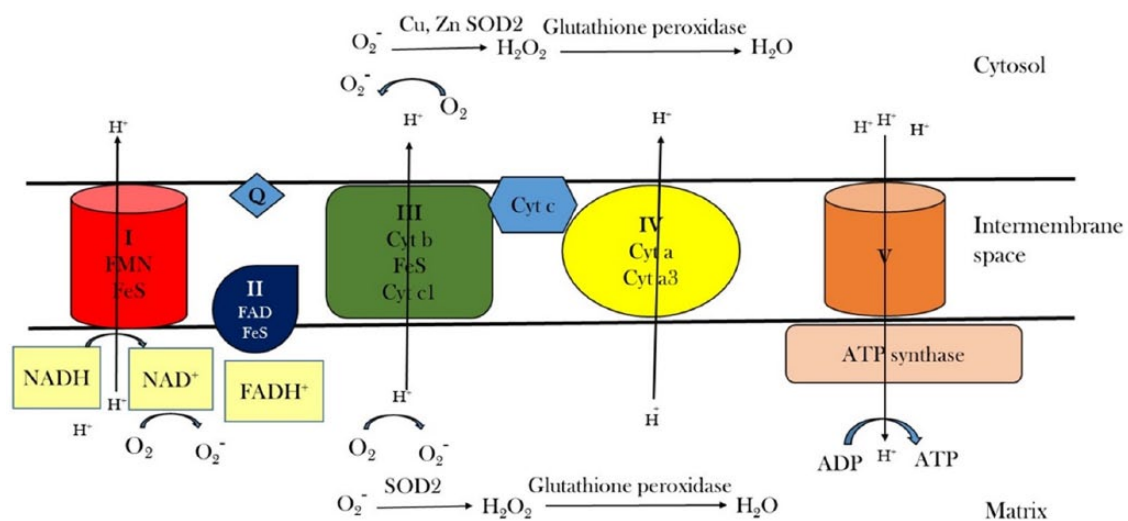 Cu, Zn SOD2 Glutathione peroxidase
O₂⁻ H₂O₂ H₂O
Cytosol
O₂⁻ O₂
H⁺ H⁺ H⁺ H⁺ H⁺ H⁺
Q
I
FMN
FeS
II
FAD
FeS
III
Cyt b
FeS
Cyt c1
Cyt c
IV
Cyt a
Cyt a3
V
Intermembrane
space
ATP synthase
NADH
NAD⁺
FADH⁺
H⁺
H⁺
H⁺
H⁺
O₂ O₂⁻
O₂ O₂⁻
ADP H⁺ ATP
SOD2 Glutathione peroxidase
O₂⁻ H₂O₂ H₂O
Matrix